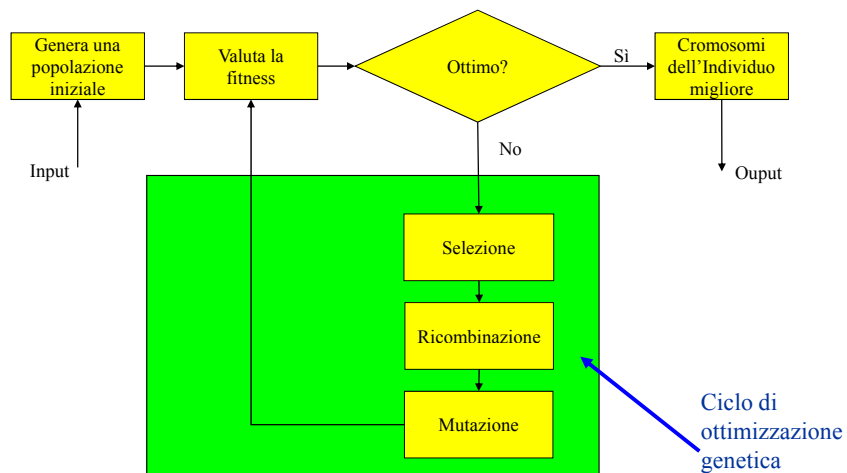 Genera una
popolazione
iniziale
Valuta la
fitness
Ottimo?
Sì
Cromosomi
dell'Individuo
migliore
Input
No
Ouput
Selezione
Ricombinazione
Mutazione
Ciclo di
ottimizzazione
genetica